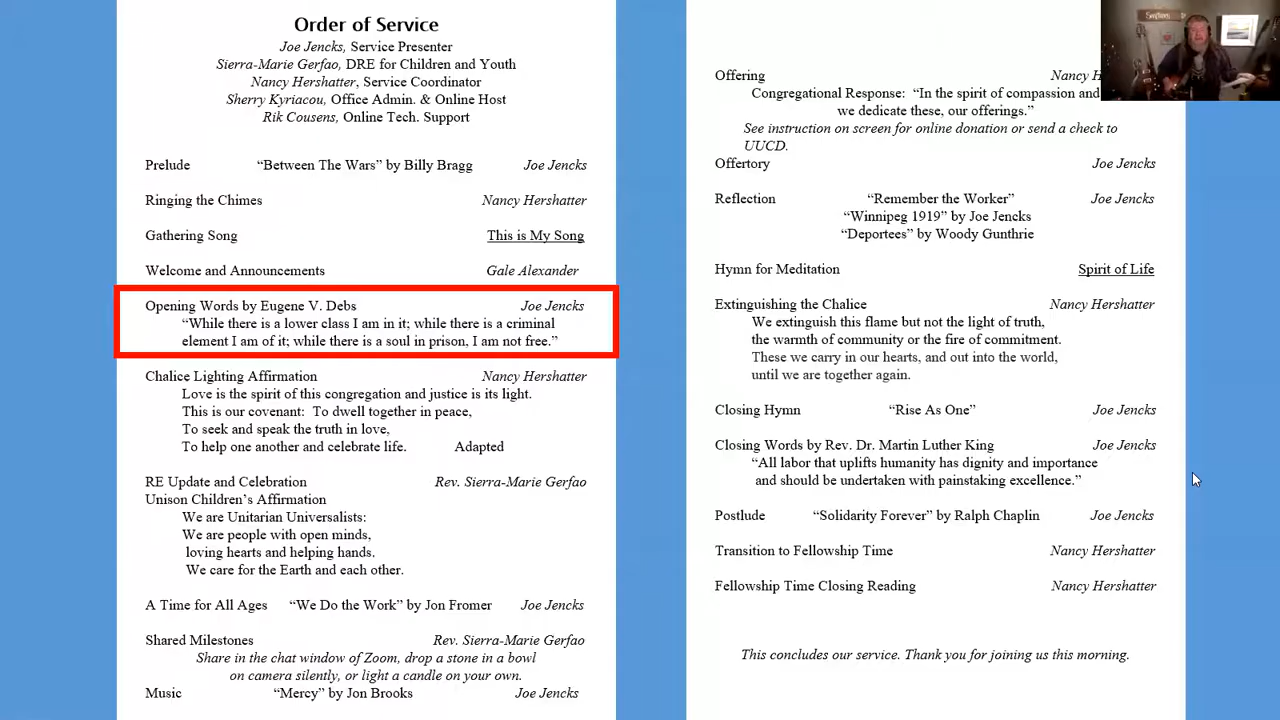 Order of Service
Joe Jencks, Service Presenter
Sierra-Marie Gerfao, DRE for Children and Youth
Nancy Hershatter, Service Coordinator
Sherry Kyriacou, Office Admin. & Online Host
Rik Cousens, Online Tech. Support
Prelude “Between The Wars” by Billy Bragg Joe Jencks
Ringing the Chimes Nancy Hershatter
Gathering Song This is My Song
Welcome and Announcements Gale Alexander
Opening Words by Eugene V. Debs Joe Jencks
“While there is a lower class I am in it; while there is a criminal
element I am of it; while there is a soul in prison, I am not free.”
Chalice Lighting Affirmation Nancy Hershatter
Love is the spirit of this congregation and justice is its light.
This is our covenant: To dwell together in peace,
To seek and speak the truth in love,
To help one another and celebrate life. Adapted
RE Update and Celebration Rev. Sierra-Marie Gerfao
Unison Children’s Affirmation
We are Unitarian Universalists:
We are people with open minds,
loving hearts and helping hands.
We care for the Earth and each other.
A Time for All Ages “We Do the Work” by Jon Fromer Joe Jencks
Shared Milestones Rev. Sierra-Marie Gerfao
Share in the chat window of Zoom, drop a stone in a bowl
on camera silently, or light a candle on your own.
Music “Mercy” by Jon Brooks Joe Jencks
Offering Nancy H
Congregational Response: “In the spirit of compassion and
we dedicate these, our offerings.”
See instruction on screen for online donation or send a check to
UUCD.
Offertory Joe Jencks
Reflection “Remember the Worker” Joe Jencks
“Winnipeg 1919” by Joe Jencks
“Deportees” by Woody Gunthrie
Hymn for Meditation Spirit of Life
Extinguishing the Chalice Nancy Hershatter
We extinguish this flame but not the light of truth,
the warmth of community or the fire of commitment.
These we carry in our hearts, and out into the world,
until we are together again.
Closing Hymn “Rise As One” Joe Jencks
Closing Words by Rev. Dr. Martin Luther King Joe Jencks
“All labor that uplifts humanity has dignity and importance
and should be undertaken with painstaking excellence.”
Postlude “Solidarity Forever” by Ralph Chaplin Joe Jencks
Transition to Fellowship Time Nancy Hershatter
Fellowship Time Closing Reading Nancy Hershatter
This concludes our service. Thank you for joining us this morning.